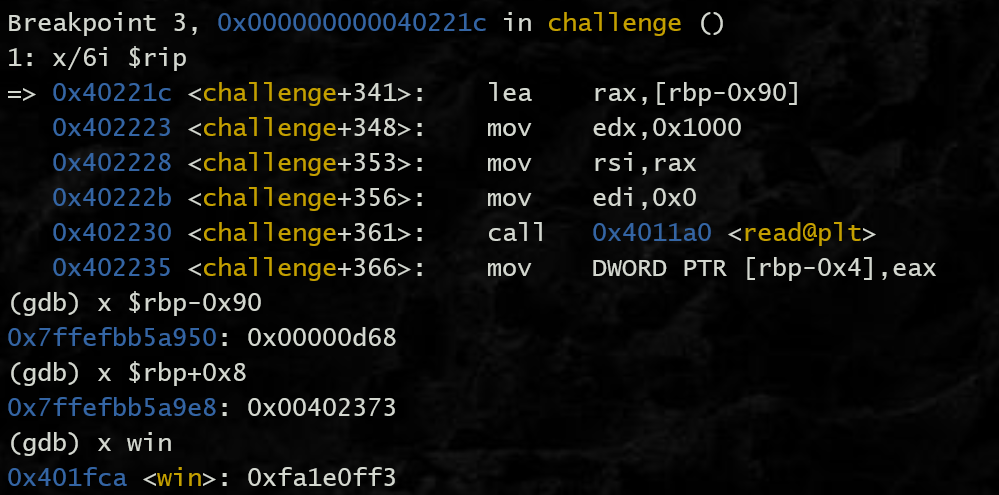 Breakpoint 3, 0x000000000040221c in challenge ()
1: x/6i $rip
=> 0x40221c <challenge+341>:    lea    rax,[rbp-0x90]
   0x402223 <challenge+348>:    mov    edx,0x1000
   0x402228 <challenge+353>:    mov    rsi,rax
   0x40222b <challenge+356>:    mov    edi,0x0
   0x402230 <challenge+361>:    call   0x4011a0 <read@plt>
   0x402235 <challenge+366>:    mov    DWORD PTR [rbp-0x4],eax
(gdb) x $rbp-0x90
0x7ffefbb5a950: 0x00000d68
(gdb) x $rbp+0x8
0x7ffefbb5a9e8: 0x00402373
(gdb) x win
0x401fca <win>: 0xfa1e0ff3